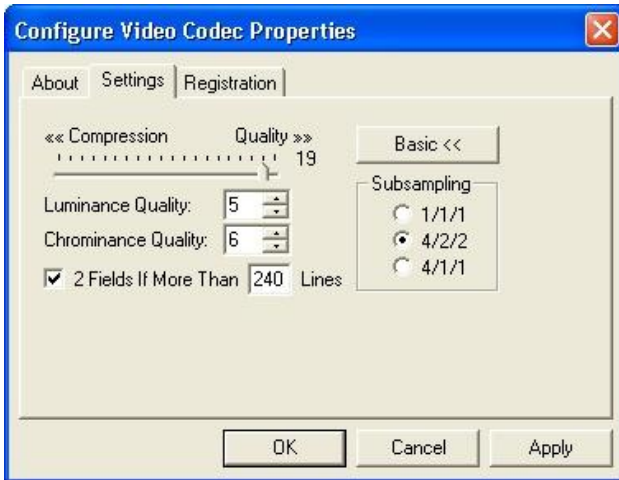 Configure Video Codec Properties
About Settings Registration
«« Compression Quality »» 19
Basic <<
Luminance Quality: 5
Chrominance Quality: 6
2 Fields If More Than 240 Lines
Subsampling
1/1/1
4/2/2
4/1/1
OK Cancel Apply